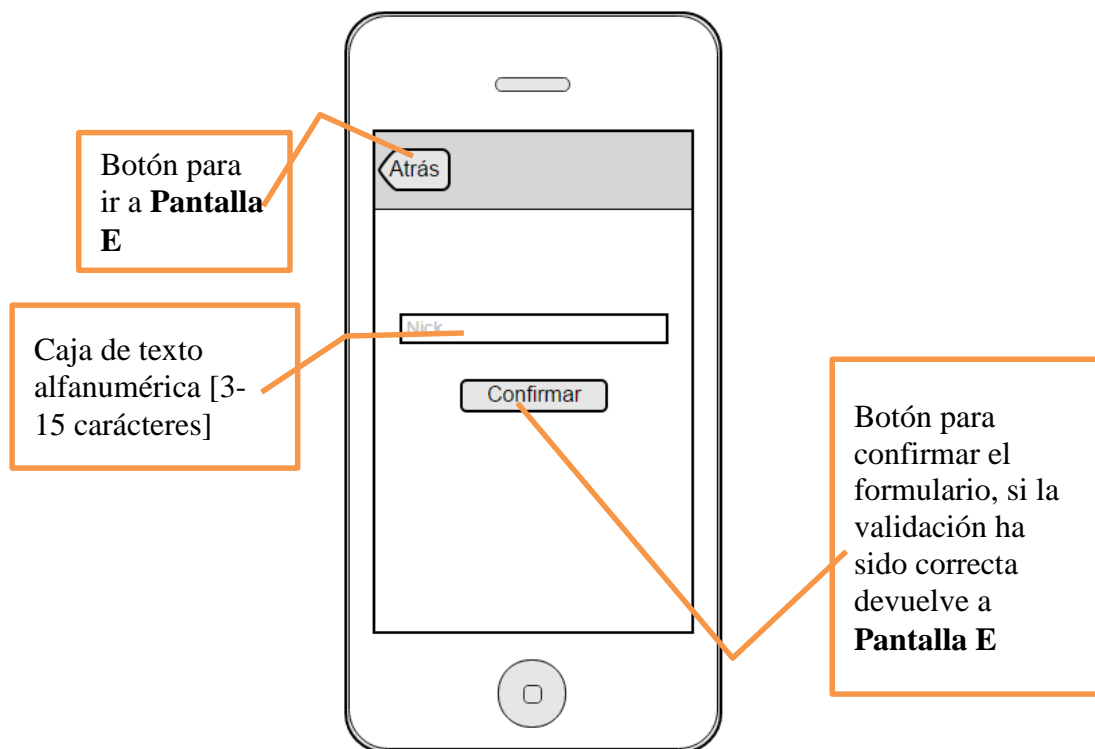 Botón para
ir a Pantalla
E
Atrás
Caja de texto
alfanumérica [3-
15 carácteres]
Nick
Confirmar
Botón para
confirmar el
formulario, si la
validación ha
sido correcta
devuelve a
Pantalla E